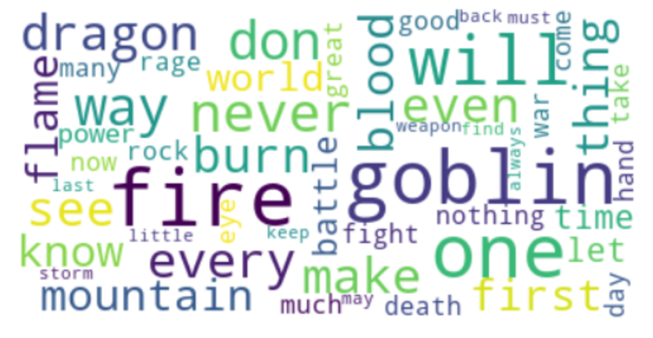 dragon
don
great
blood
good
back
must
will
come
thing
flame
many
rage
world
way
never
even
war
take
power
weapon
find
always
now
rock
burn
battle
goblin
hand
last
fire
see
eye
nothing
time
little
keep
fight
know
every
one
let
storm
make
mountain
much
may
death
first
day